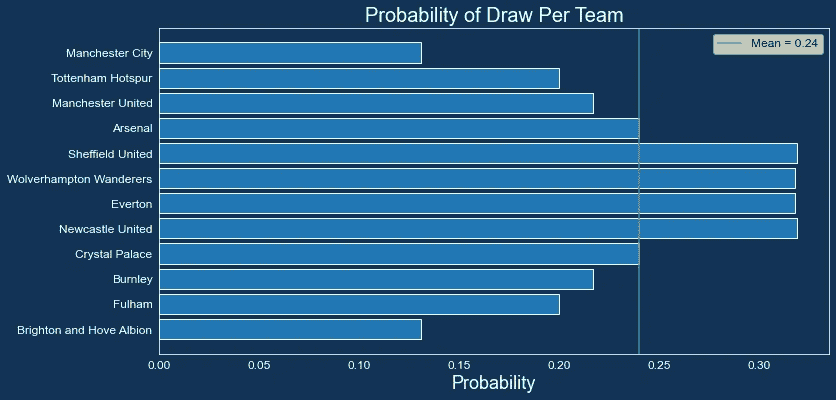 Probability of Draw Per Team
Mean = 0.24
Manchester City
Tottenham Hotspur
Manchester United
Arsenal
Sheffield United
Wolverhampton Wanderers
Everton
Newcastle United
Crystal Palace
Burnley
Fulham
Brighton and Hove Albion
0.00 0.05 0.10 0.15 0.20 0.25 0.30
Probability